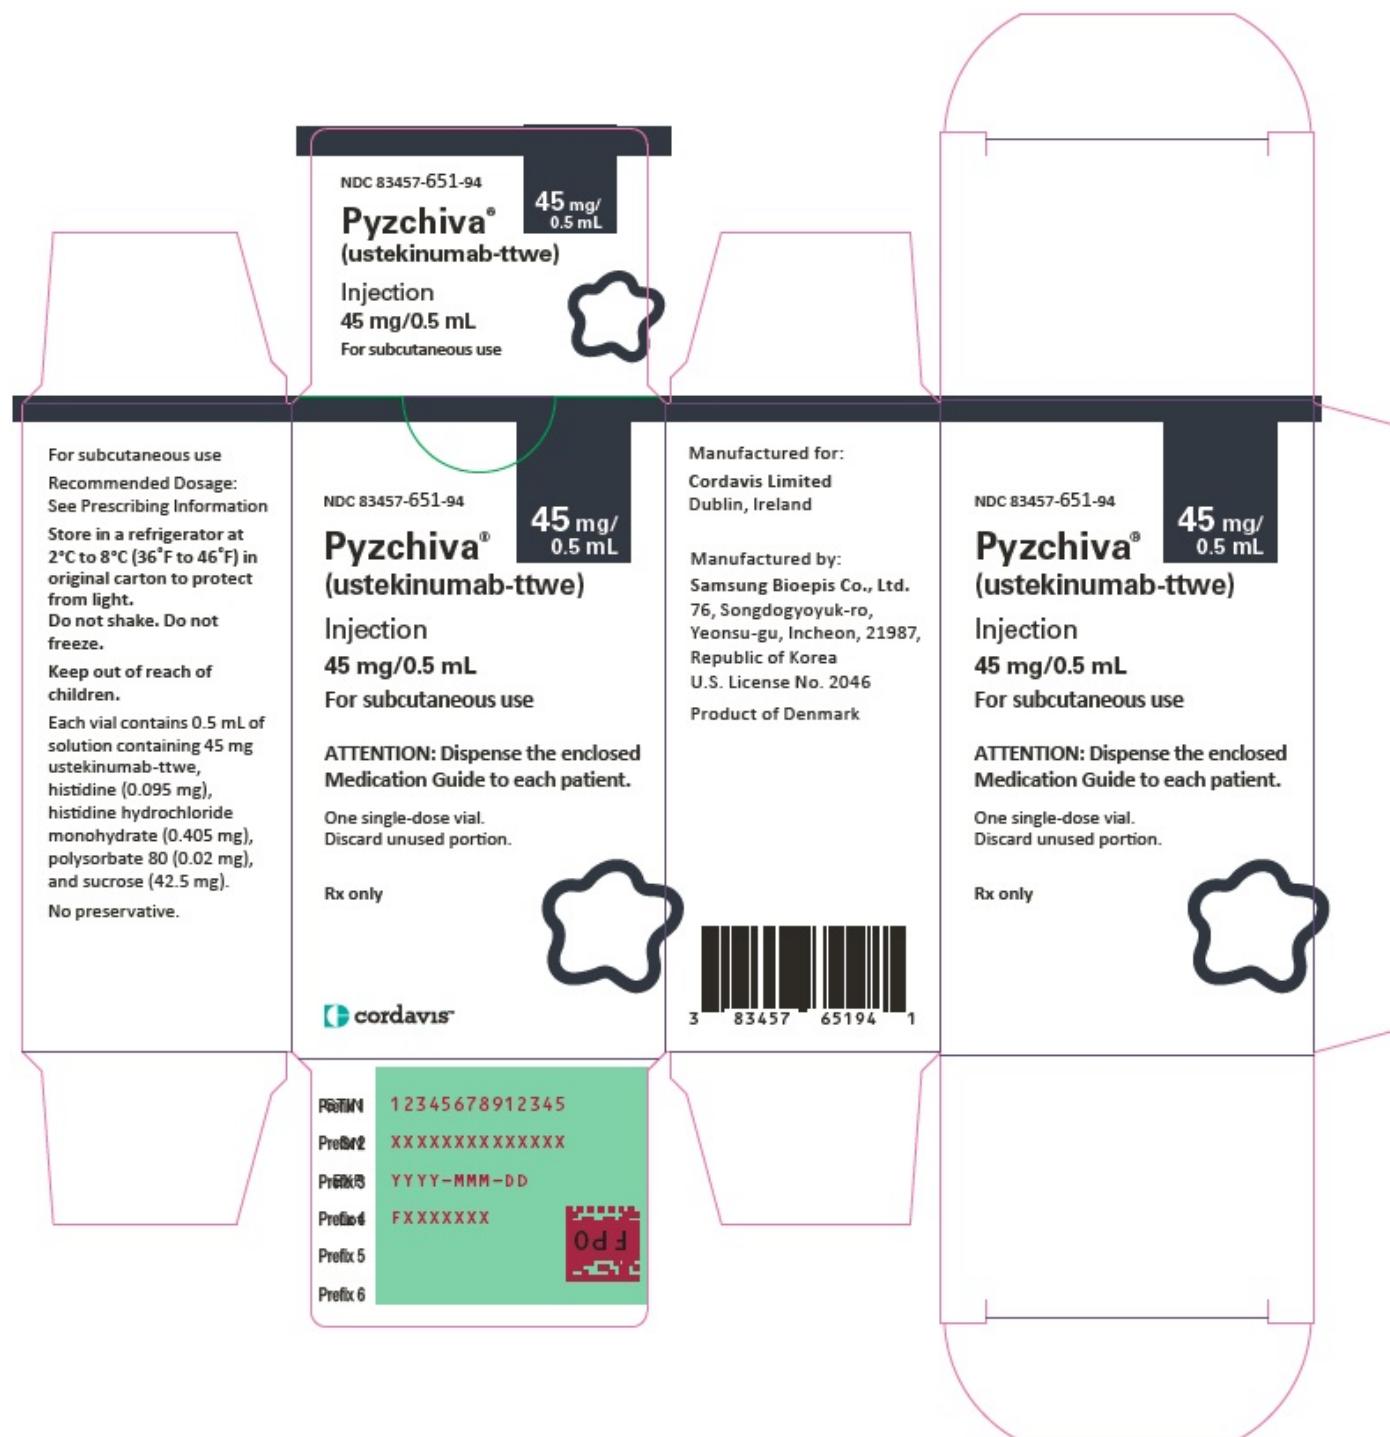 NDC 83457-651-94
45 mg/
0.5 mL
Pyzchiva®
(ustekinumab-ttwe)
Injection
45 mg/0.5 mL
For subcutaneous use
For subcutaneous use
Recommended Dosage:
See Prescribing Information
Store in a refrigerator at
2°C to 8°C (36˚F to 46˚F) in
original carton to protect
from light.
Do not shake. Do not
freeze.
Keep out of reach of
children.
Each vial contains 0.5 mL of
solution containing 45 mg
ustekinumab-ttwe,
histidine (0.095 mg),
histidine hydrochloride
monohydrate (0.405 mg),
polysorbate 80 (0.02 mg),
and sucrose (42.5 mg).
No preservative.
NDC 83457-651-94
45 mg/
0.5 mL
Pyzchiva®
(ustekinumab-ttwe)
Injection
45 mg/0.5 mL
For subcutaneous use
ATTENTION: Dispense the enclosed
Medication Guide to each patient.
One single-dose vial.
Discard unused portion.
Rx only
cordavis™
Manufactured for:
Cordavis Limited
Dublin, Ireland
Manufactured by:
Samsung Bioepis Co., Ltd.
76, Songdogyoyuk-ro,
Yeonsu-gu, Incheon, 21987,
Republic of Korea
U.S. License No. 2046
Product of Denmark
3 83457 65194 1
NDC 83457-651-94
45 mg/
0.5 mL
Pyzchiva®
(ustekinumab-ttwe)
Injection
45 mg/0.5 mL
For subcutaneous use
ATTENTION: Dispense the enclosed
Medication Guide to each patient.
One single-dose vial.
Discard unused portion.
Rx only
Prefix 1 12345678912345
Prefix 2 XXXXXXXXXXXXXX
Prefix 3 YYYY-MMM-DD
Prefix 4 FXXXXXXX
Prefix 5
Prefix 6
FPO